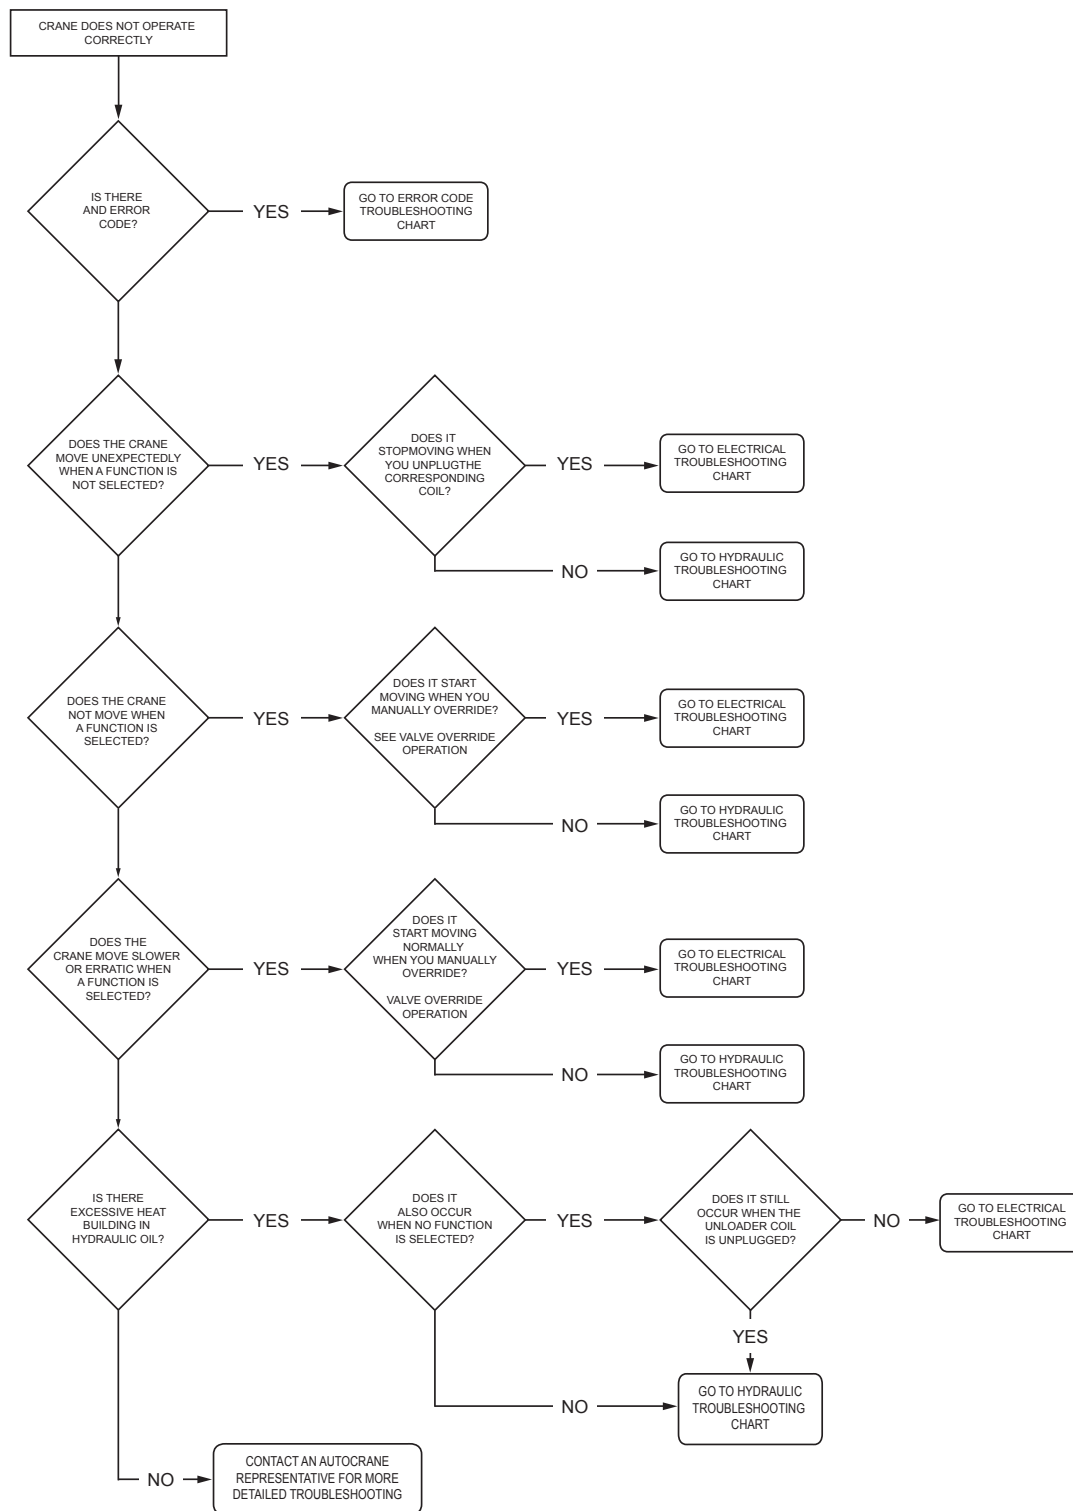 CRANE DOES NOT OPERATE
CORRECTLY
IS THERE
AND ERROR
CODE?
YES
GO TO ERROR CODE
TROUBLESHOOTING
CHART
DOES THE CRANE
MOVE UNEXPECTEDLY
WHEN A FUNCTION IS
NOT SELECTED?
YES
DOES IT
STOPMOVING WHEN
YOU UNPLUGTHE
CORRESPONDING
COIL?
YES
GO TO ELECTRICAL
TROUBLESHOOTING
CHART
NO
GO TO HYDRAULIC
TROUBLESHOOTING
CHART
DOES THE CRANE
NOT MOVE WHEN
A FUNCTION IS
SELECTED?
YES
DOES IT START
MOVING WHEN YOU
MANUALLY OVERRIDE?
SEE VALVE OVERRIDE
OPERATION
YES
GO TO ELECTRICAL
TROUBLESHOOTING
CHART
NO
GO TO HYDRAULIC
TROUBLESHOOTING
CHART
DOES THE
CRANE MOVE SLOWER
OR ERRATIC WHEN
A FUNCTION IS
SELECTED?
YES
DOES IT
START MOVING
NORMALLY
WHEN YOU MANUALLY
OVERRIDE?
VALVE OVERRIDE
OPERATION
YES
GO TO ELECTRICAL
TROUBLESHOOTING
CHART
NO
GO TO HYDRAULIC
TROUBLESHOOTING
CHART
IS THERE
EXCESSIVE HEAT
BUILDING IN
HYDRAULIC OIL?
YES
DOES IT
ALSO OCCUR
WHEN NO FUNCTION
IS SELECTED?
YES
DOES IT STILL
OCCUR WHEN THE
UNLOADER COIL
IS UNPLUGGED?
NO
GO TO ELECTRICAL
TROUBLESHOOTING
CHART
YES
NO
GO TO HYDRAULIC
TROUBLESHOOTING
CHART
NO
CONTACT AN AUTOCRANE
REPRESENTATIVE FOR MORE
DETAILED TROUBLESHOOTING